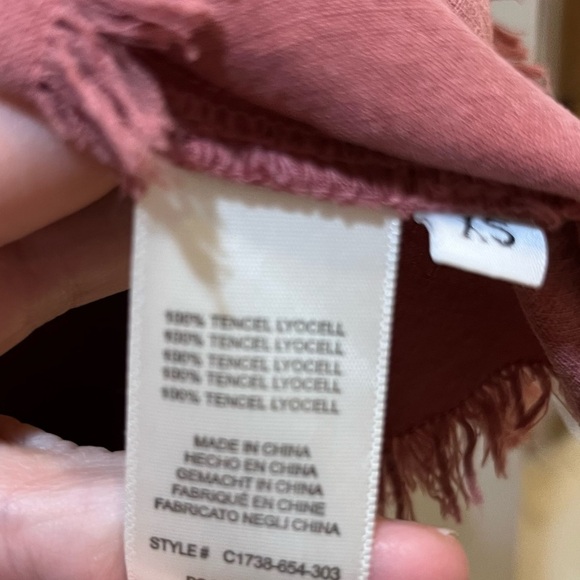 XS
100% TENCEL LYOCELL
100% TENCEL LYOCELL
100% TENCEL LYOCELL
100% TENCEL LYOCELL
100% TENCEL LYOCELL
MADE IN CHINA
HECHO EN CHINA
GEMACHT IN CHINA
FABRIQUÉ EN CHINE
FABRICATO NEGLI CHINA
STYLE # C1738-654-303